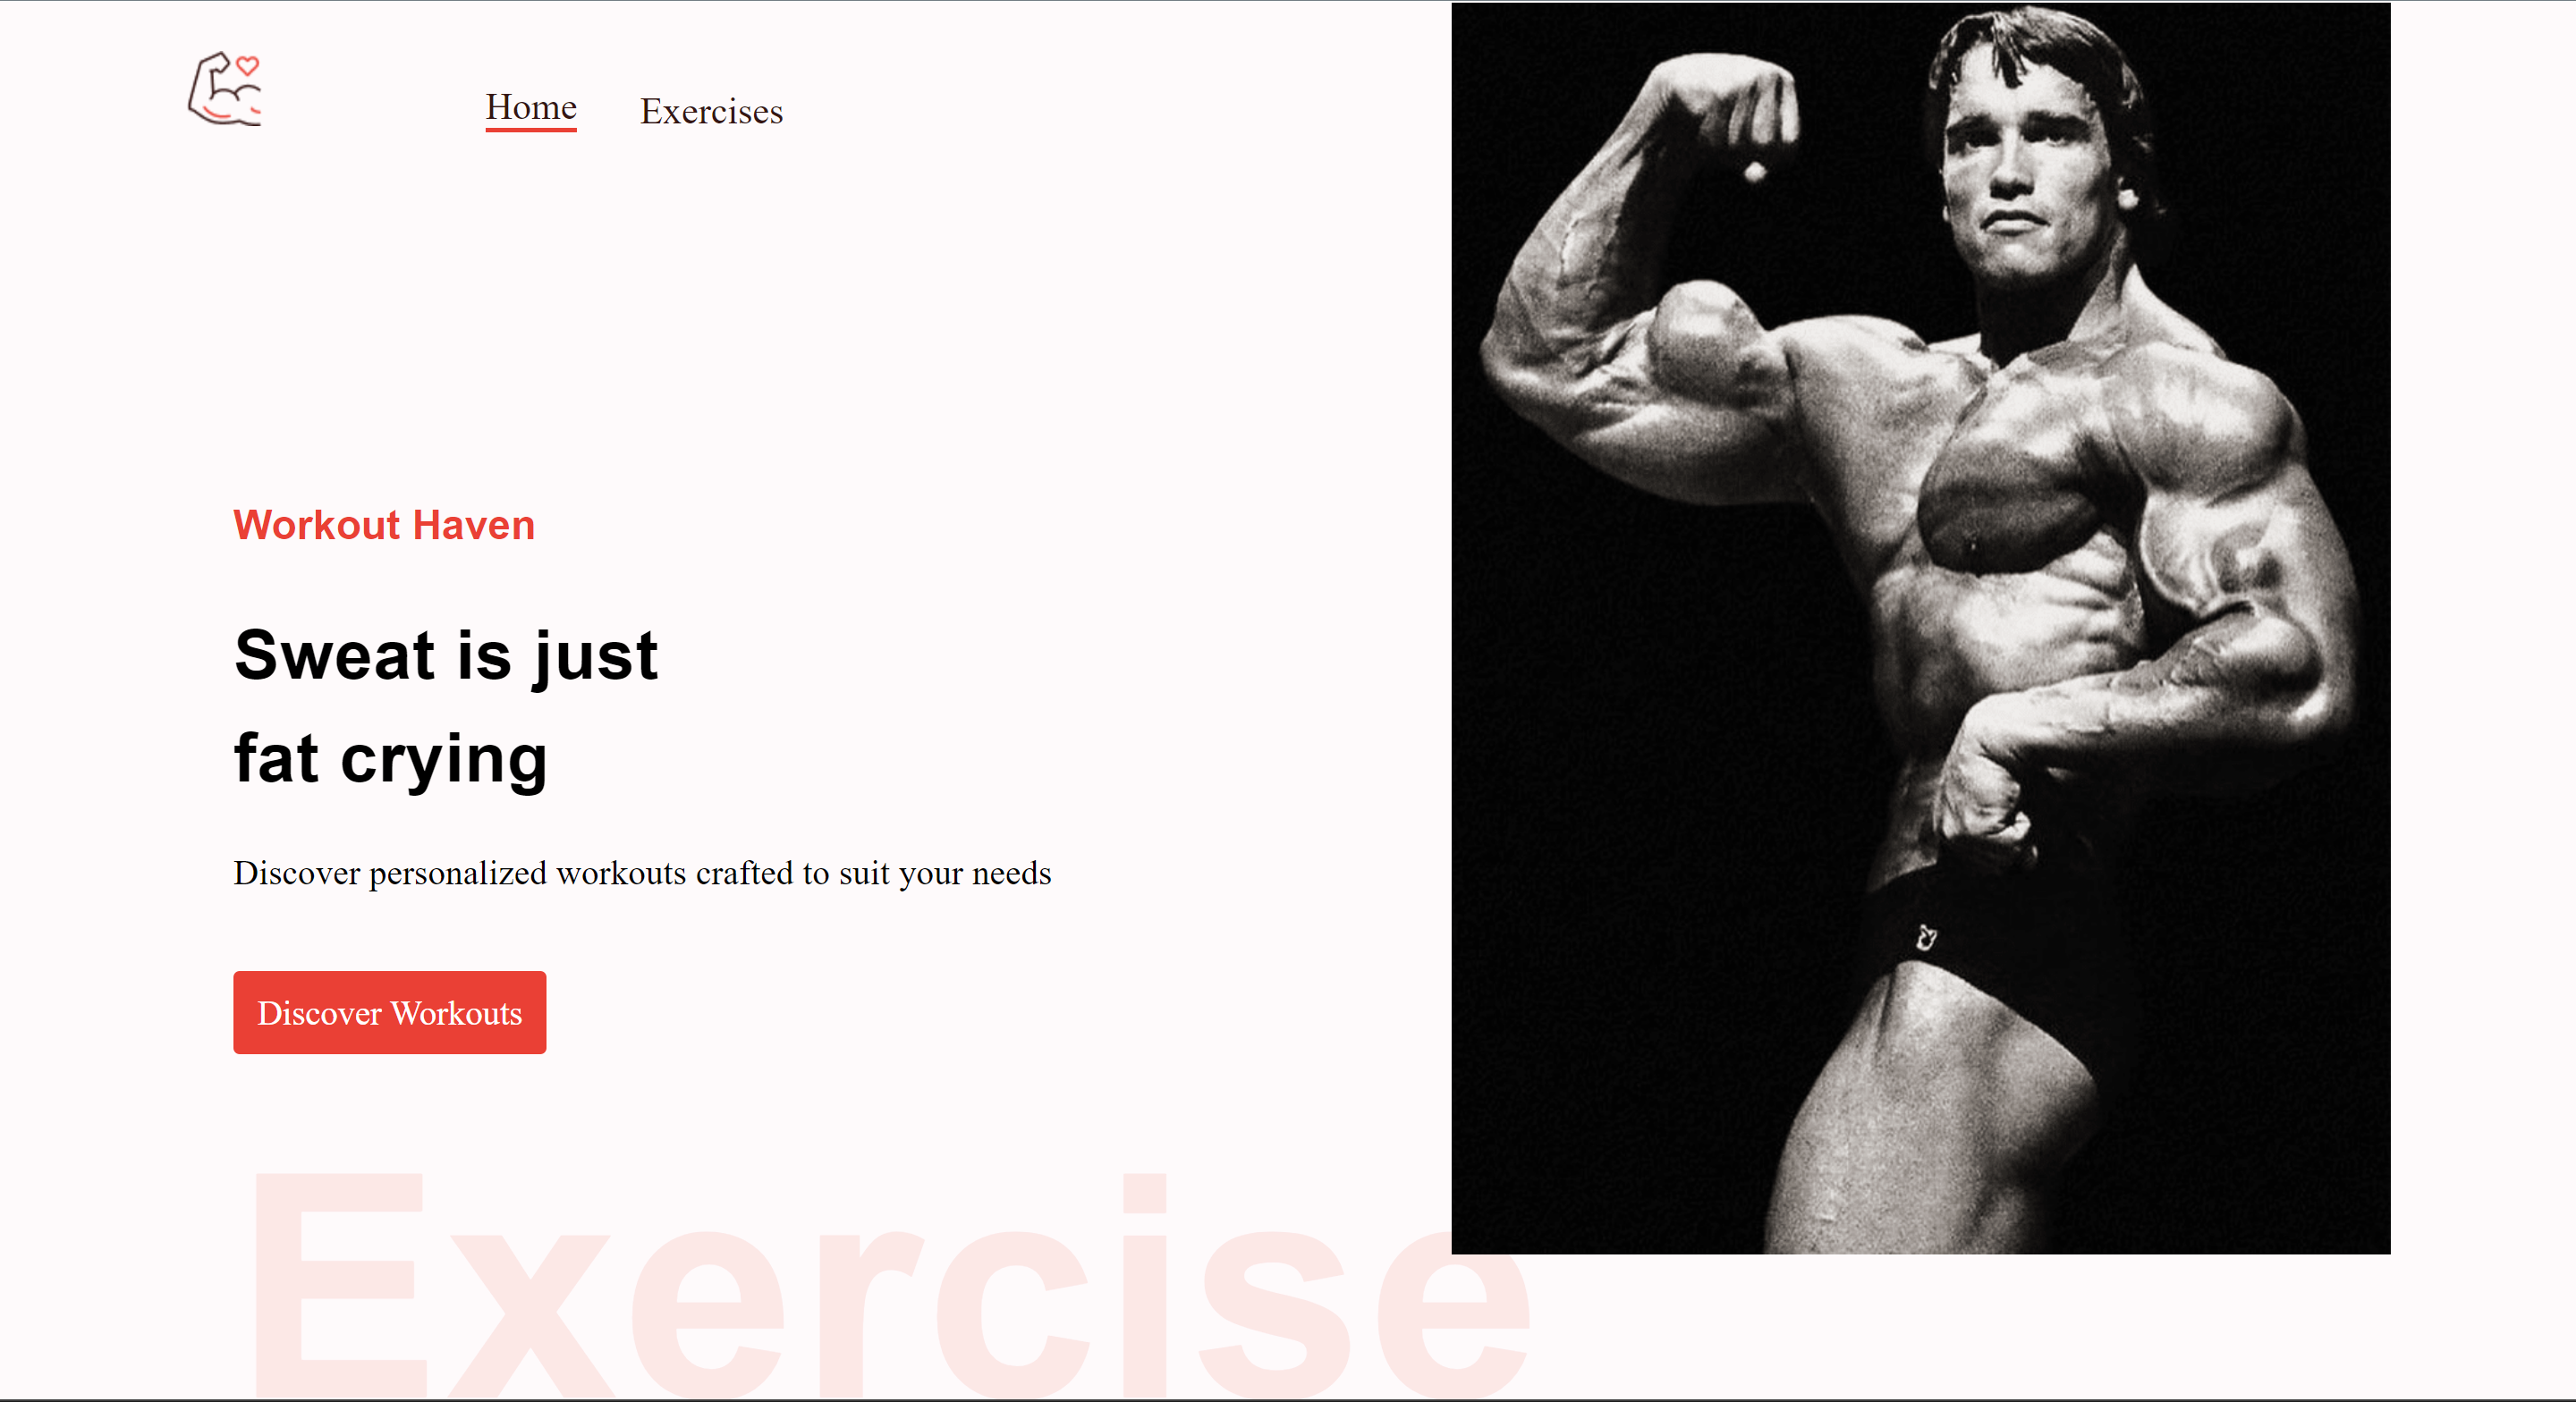 Home
Exercises
Workout Haven
Sweat is just
fat crying
Discover personalized workouts crafted to suit your needs
Discover Workouts
Exercise